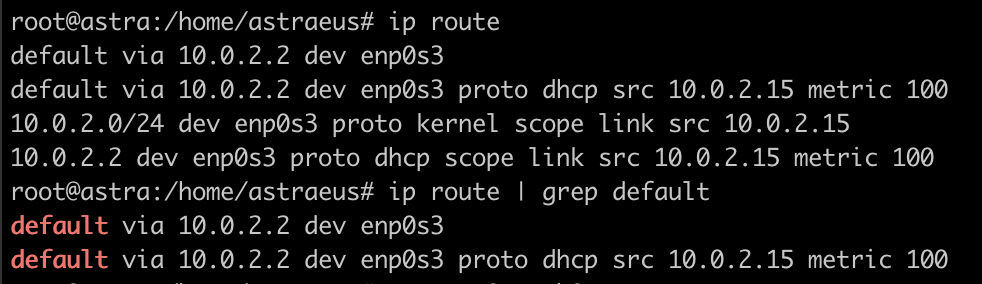 root@astra:/home/astraeus# ip route
default via 10.0.2.2 dev enp0s3
default via 10.0.2.2 dev enp0s3 proto dhcp src 10.0.2.15 metric 100
10.0.2.0/24 dev enp0s3 proto kernel scope link src 10.0.2.15
10.0.2.2 dev enp0s3 proto dhcp scope link src 10.0.2.15 metric 100
root@astra:/home/astraeus# ip route | grep default
default via 10.0.2.2 dev enp0s3
default via 10.0.2.2 dev enp0s3 proto dhcp src 10.0.2.15 metric 100